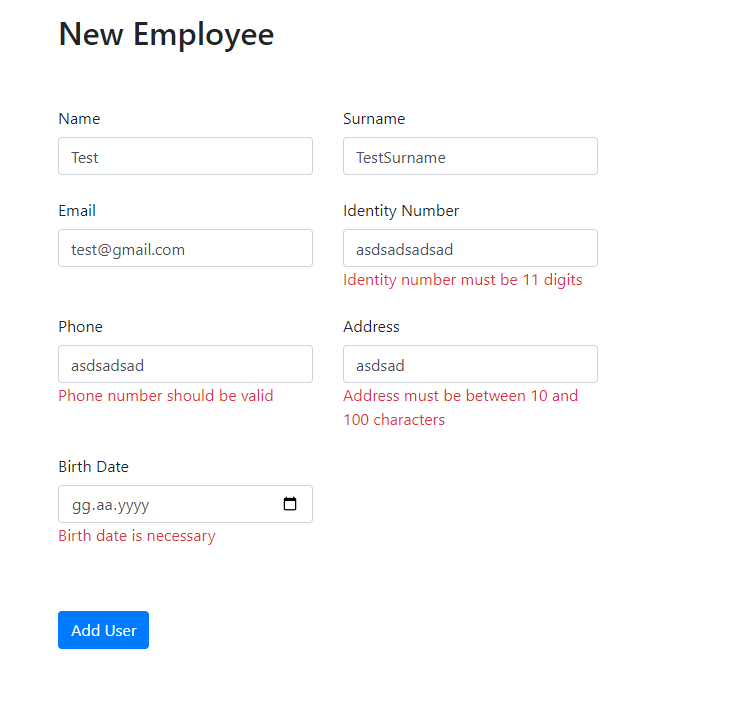 New Employee
Name
Surname
Test
TestSurname
Email
Identity Number
test@gmail.com
asdsadsadsad
Identity number must be 11 digits
Phone
Address
asdsadsad
asdsad
Phone number should be valid
Address must be between 10 and
100 characters
Birth Date
gg.aa.yyyy
Birth date is necessary
Add User